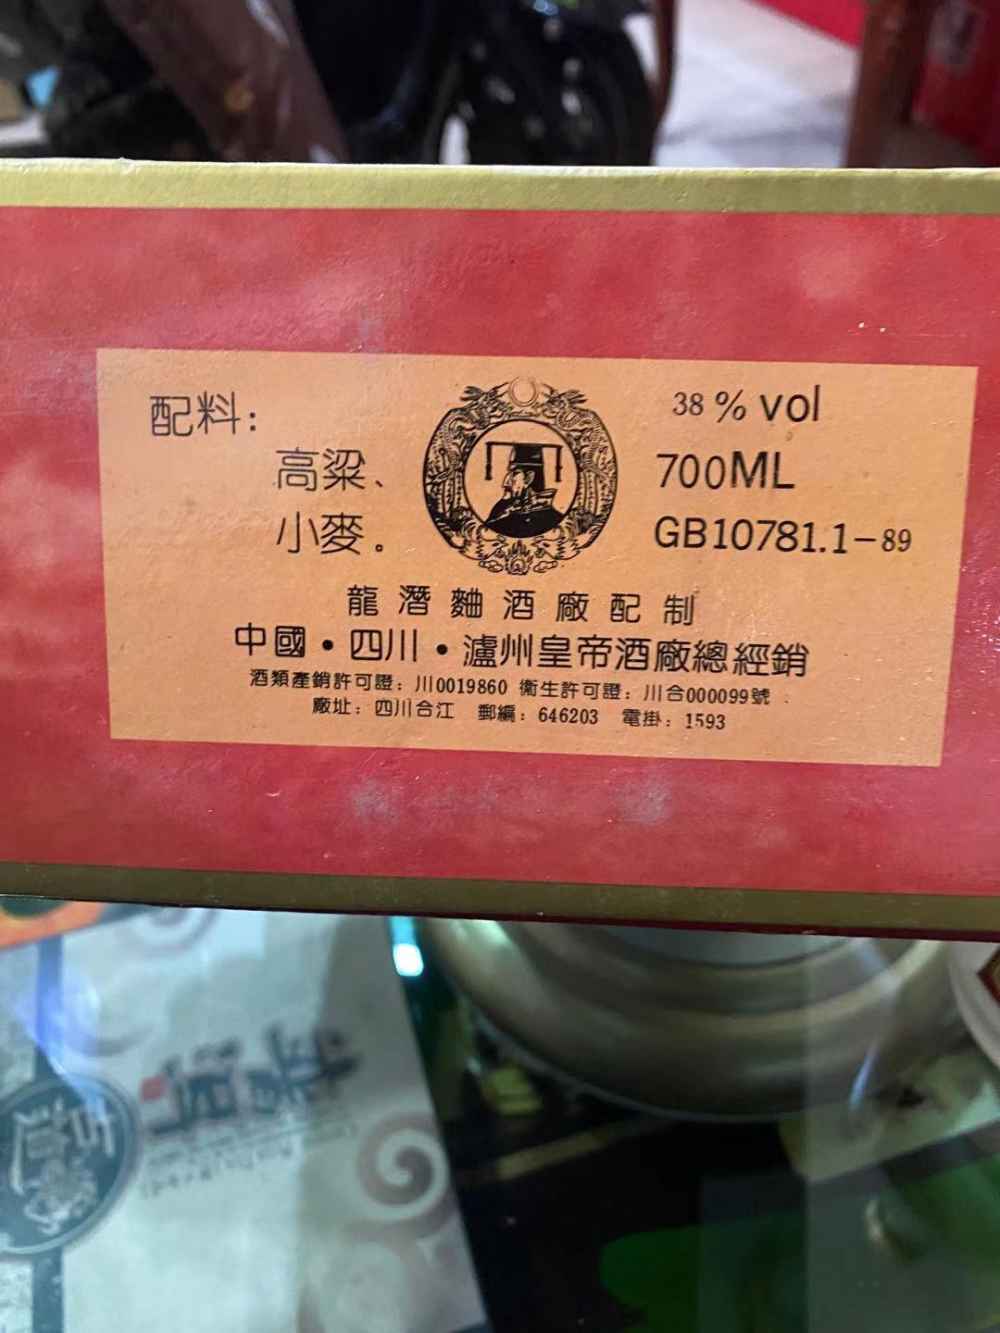 配料:
高粱、
小麥。
38% vol
700ML
GB10781.1-89
龍潛麯酒廠配制
中國•四川•瀘州皇帝酒廠總經銷
酒類產銷許可證：川0019860 衛生許可證：川合000099號
廠址：四川合江 郵編：646203 電掛：1593